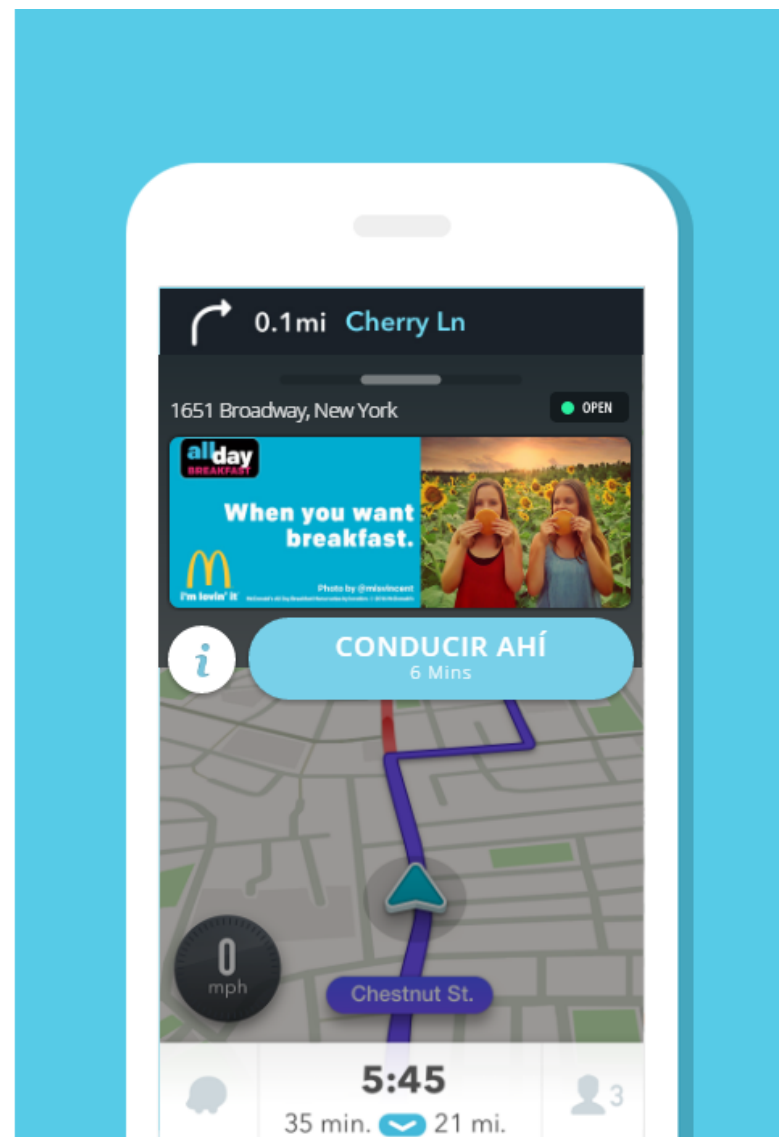 0.1mi Cherry Ln
1651 Broadway, New York
OPEN
all day
BREAKFAST
When you want
breakfast.
i'm lovin' it
Photo by @misvincent
i
CONDUCIR AHÍ
6 Mins
0
mph
Chestnut St.
5:45
3
35 min. 21 mi.